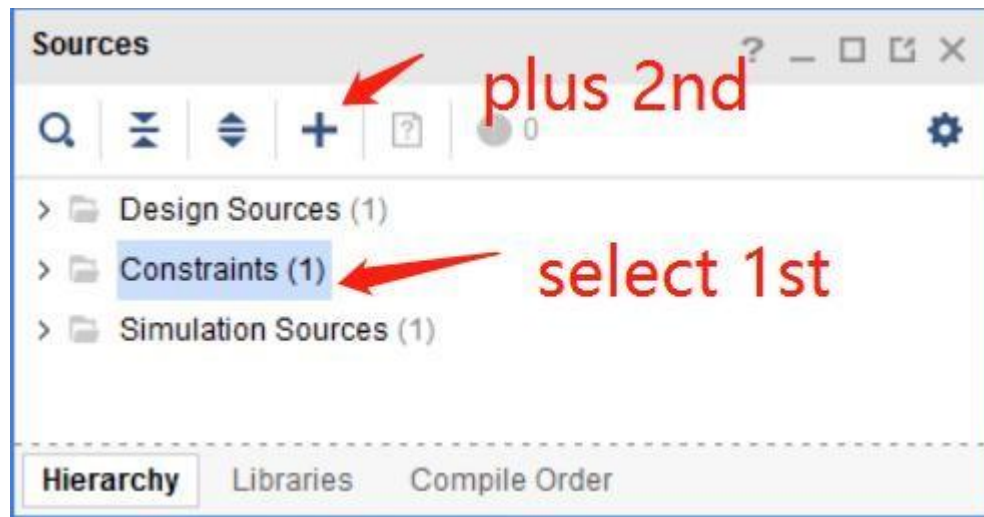 Sources
?
plus 2nd
? 0
Design Sources (1)
Constraints (1)
select 1st
Simulation Sources (1)
Hierarchy Libraries Compile Order